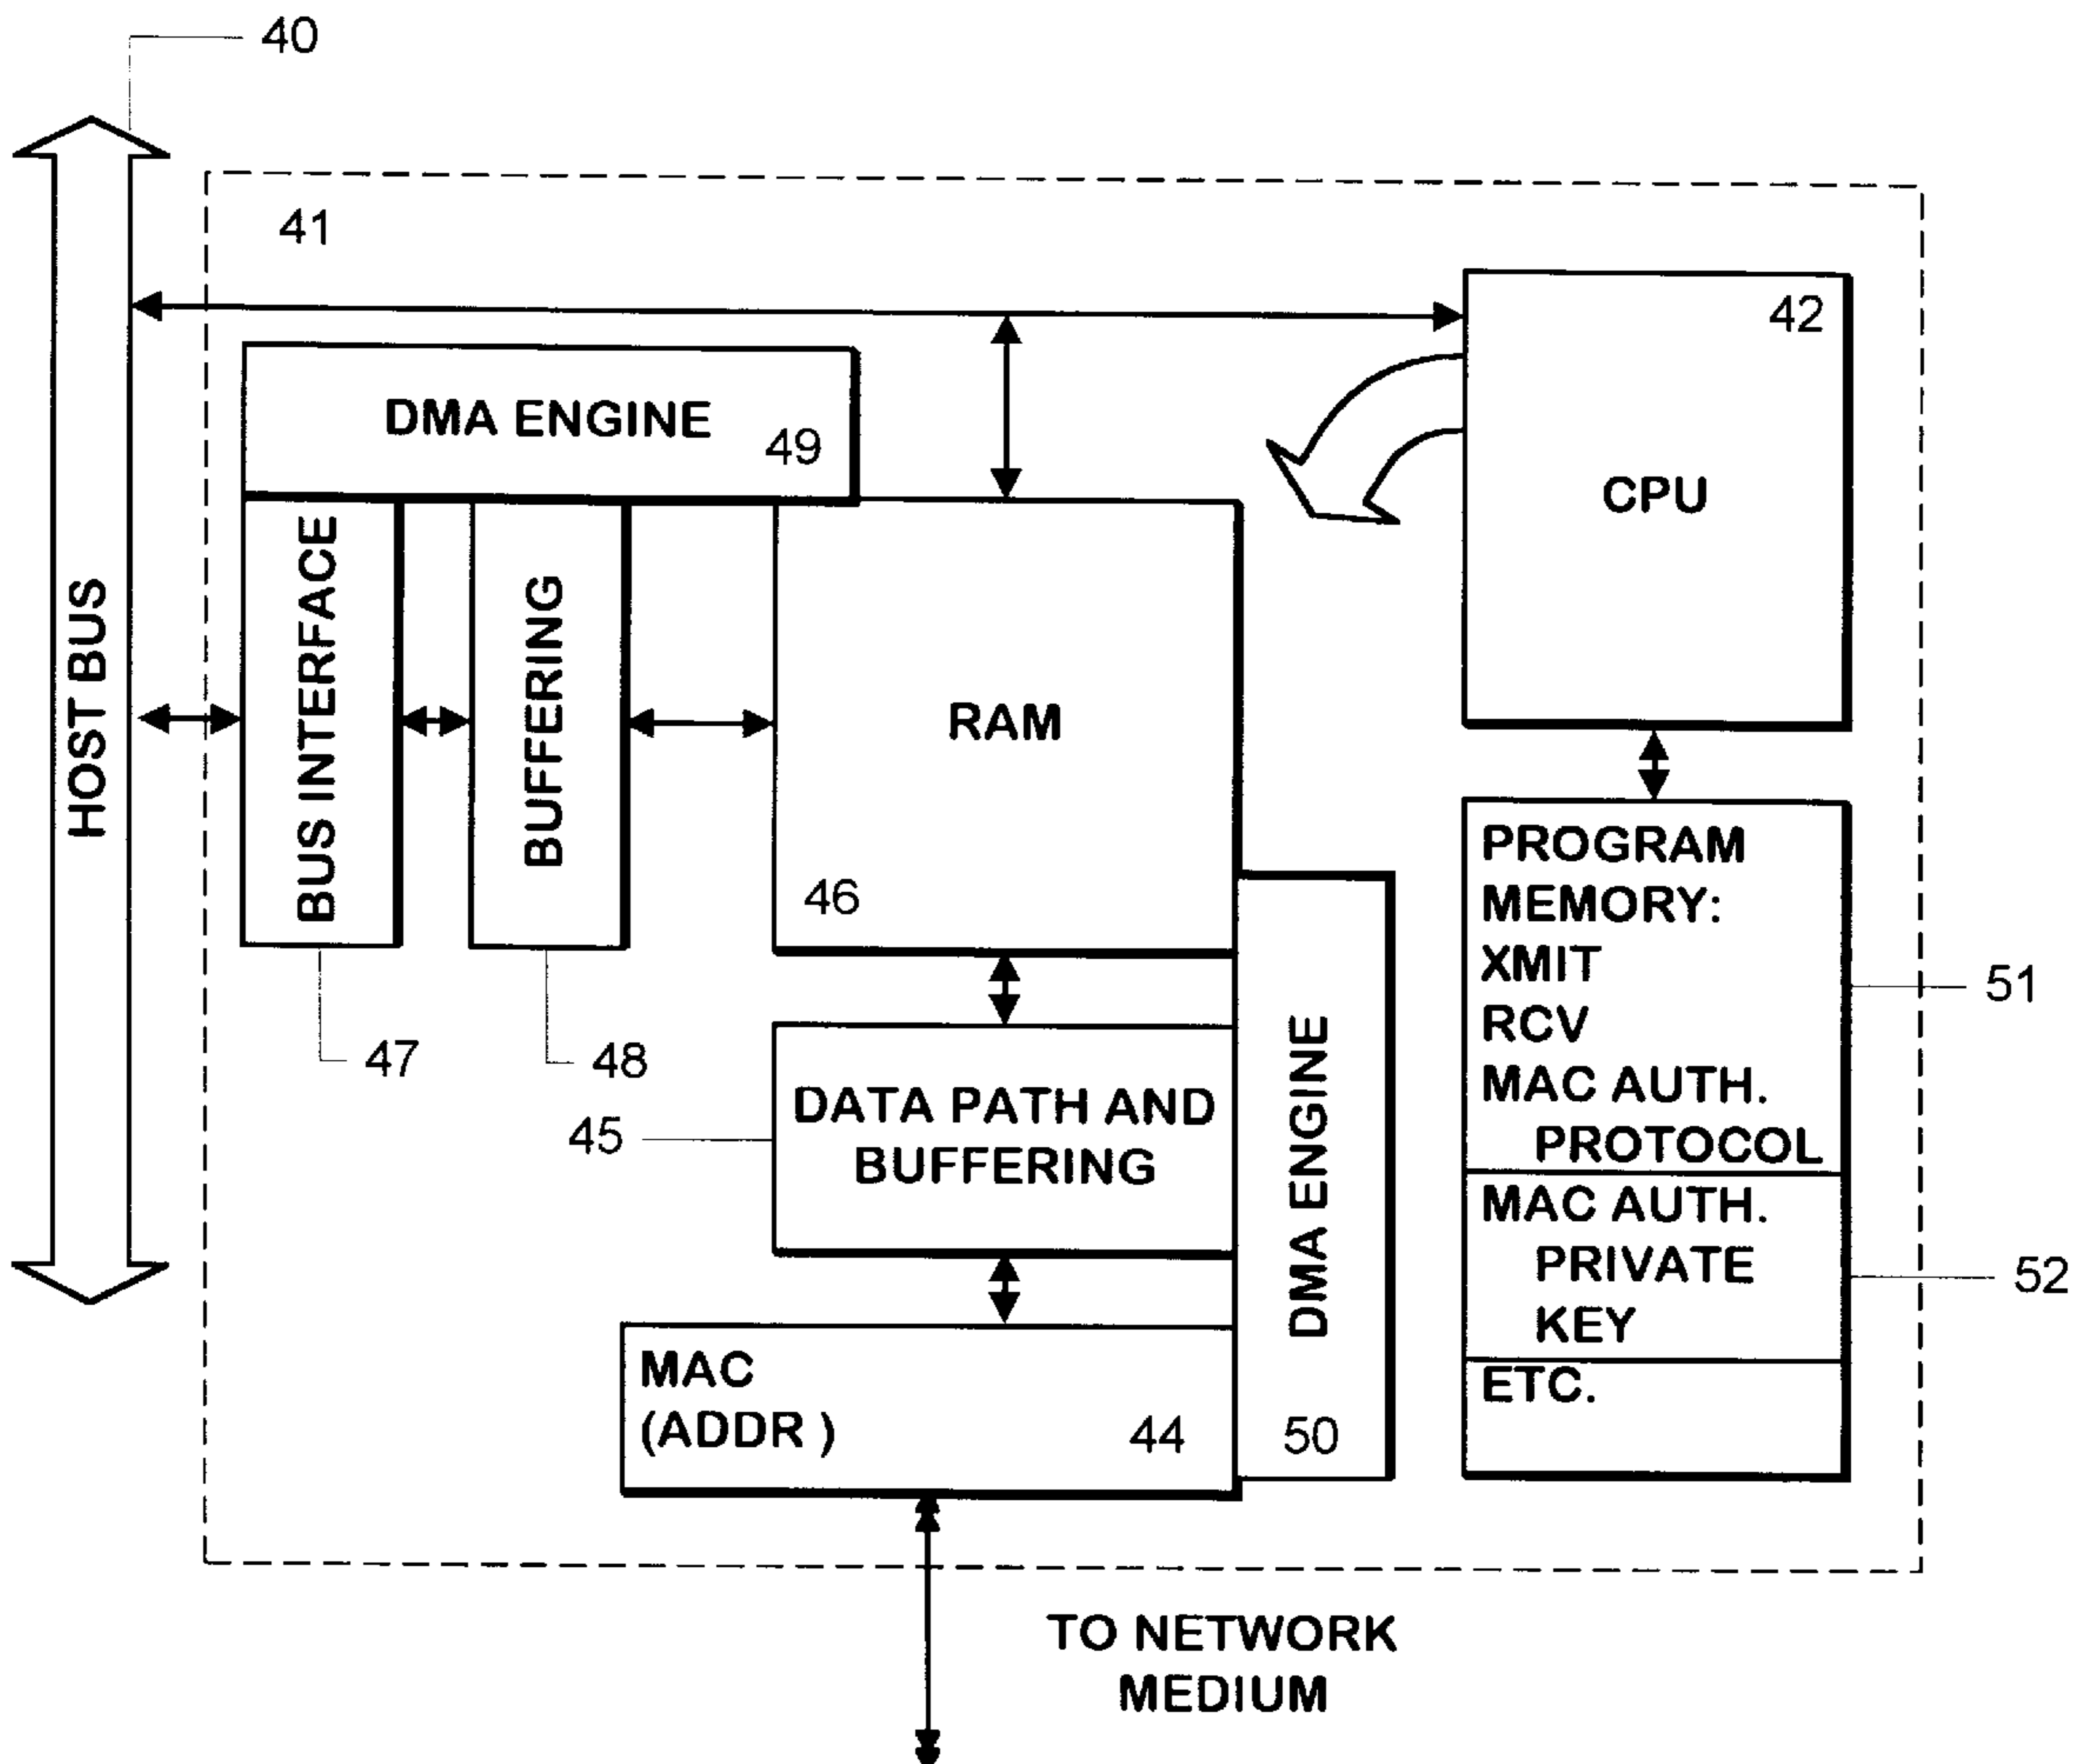 40
41
42
DMA ENGINE
49
CPU
HOST BUS
BUS INTERFACE
BUFFERING
RAM
46
47
48
PROGRAM
MEMORY:
XMIT
RCV
MAC AUTH.
PROTOCOL
51
MAC AUTH.
PRIVATE
KEY
52
ETC.
45
DATA PATH AND
BUFFERING
DMA ENGINE
50
MAC
(ADDR )
44
TO NETWORK
MEDIUM